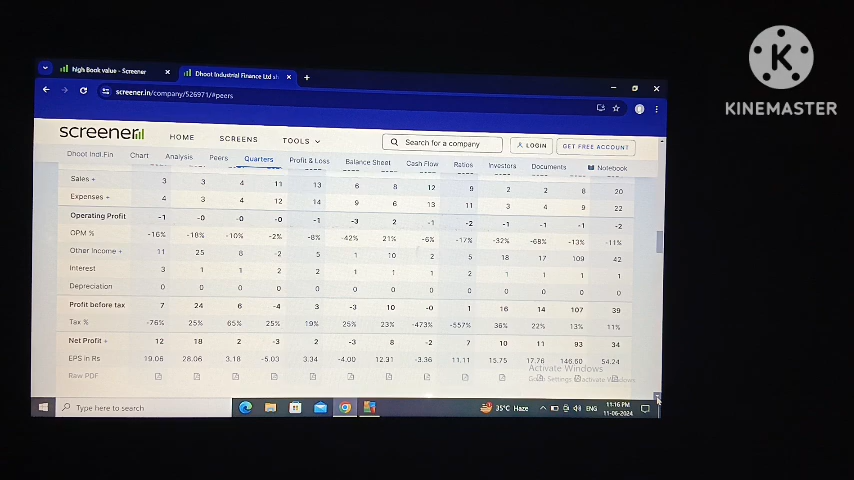 high Book value - Screener
Dhoot Industrial Finance Ltd sh
screener.in/company/526971/#peers
K
KINEMASTER
screener
HOME SCREENS TOOLS
Search for a company
LOGIN
GET FREE ACCOUNT
Dhoot Indl.Fin Chart Analysis Peers Quarters Profit & Loss Balance Sheet Cash Flow Ratios Investors Documents Notebook
Sales + 3 3 4 11 13 6 8 12 9 2 2 8 20
Expenses + 4 3 4 12 14 9 6 13 11 3 4 9 22
Operating Profit -1 -0 -0 -0 -1 -3 2 -1 -2 -1 -1 -1 -2
OPM % -16% -18% -10% -2% -8% -42% 21% -6% -17% -32% -68% -13% -11%
Other Income + 11 25 8 -2 5 1 10 2 5 18 17 109 42
Interest 3 1 1 2 2 1 1 1 2 1 1 1 1
Depreciation 0 0 0 0 0 0 0 0 0 0 0 0 0
Profit before tax 7 24 6 -4 3 -3 10 -0 1 16 14 107 39
Tax % -76% 25% 65% 25% 19% 25% 23% -473% -557% 36% 22% 13% 11%
Net Profit + 12 18 2 -3 2 -3 8 -2 7 10 11 93 34
EPS in Rs 19.06 28.06 3.18 -5.03 3.34 -4.00 12.31 -3.36 11.11 15.75 17.76 146.60 54.24
Activate Windows
Raw PDF
Go to Settings to activate Windows
Type here to search
35°C Haze
ENG
11:16 PM
11-06-2024